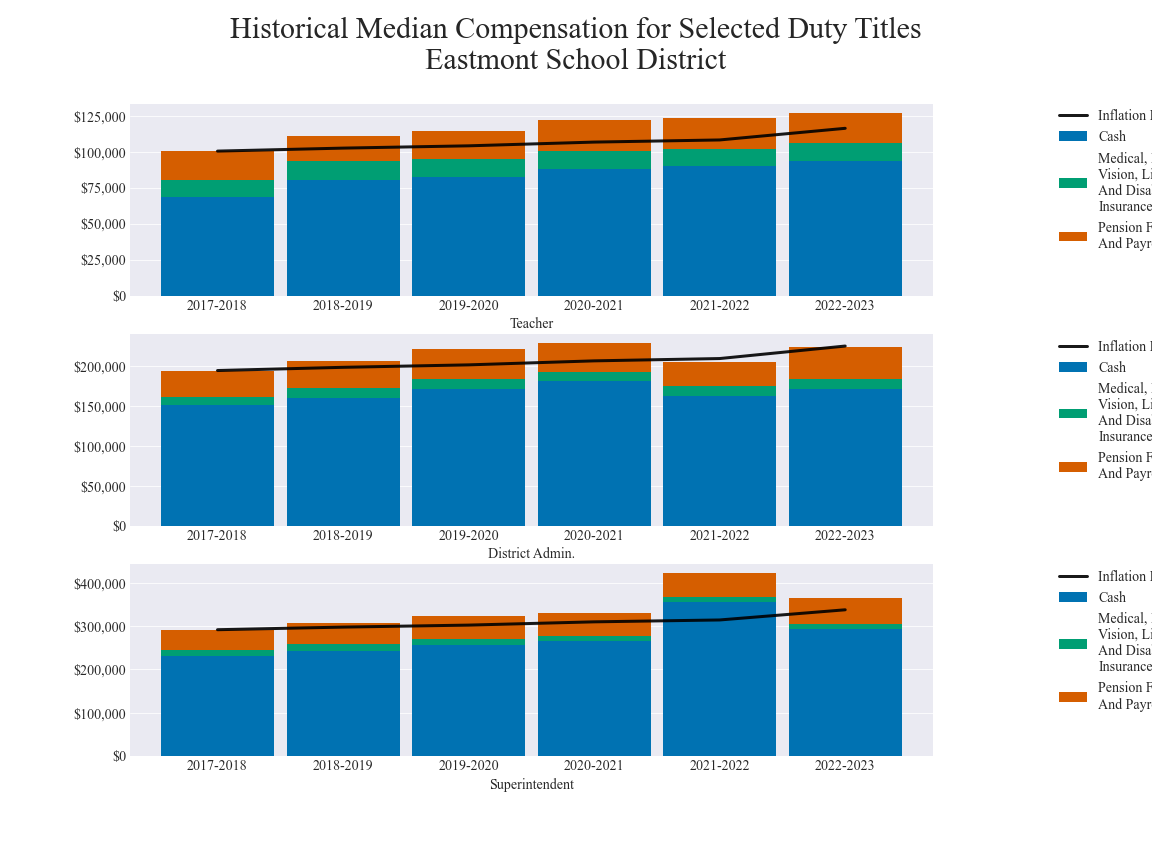 Historical Median Compensation for Selected Duty Titles
Eastmont School District
$125,000
$100,000
$75,000
$50,000
$25,000
$0
2017-2018 2018-2019 2019-2020 2020-2021 2021-2022 2022-2023
Teacher
Inflation
Cash
Medical,
Vision,
And
Insurance
Pension
And
$200,000
$150,000
$100,000
$50,000
$0
2017-2018 2018-2019 2019-2020 2020-2021 2021-2022 2022-2023
District Admin.
Inflation
Cash
Medical,
Vision,
And
Insurance
Pension
And
$400,000
$300,000
$200,000
$100,000
$0
2017-2018 2018-2019 2019-2020 2020-2021 2021-2022 2022-2023
Superintendent
Inflation
Cash
Medical,
Vision,
And
Insurance
Pension
And